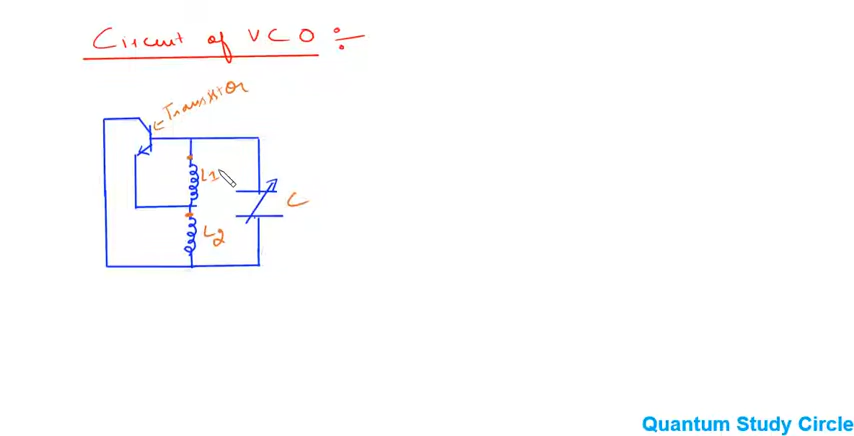 Circuit of VCO ÷
Transistor
L1
C
L2
Quantum Study Circle